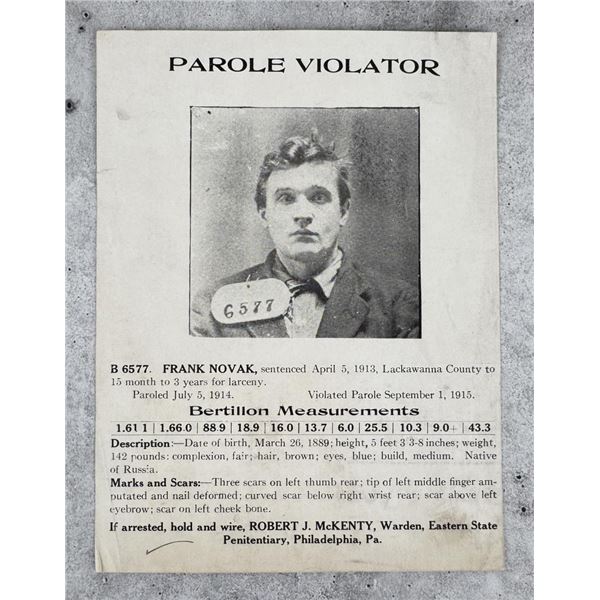 PAROLE VIOLATOR
6577
B 6577. FRANK NOVAK, sentenced April 5, 1913, Lackawanna County to
15 month to 3 years for larceny.
Paroled July 5, 1914. Violated Parole September 1, 1915.
Bertillon Measurements
1.61 1 | 1.66.0 | 88.9 | 18.9 | 16.0 | 13.7 | 6.0 | 25.5 | 10.3 | 9.0+ | 43.3
Description:—Date of birth, March 26, 1889; height, 5 feet 3 3-8 inches; weight,
142 pounds: complexion, fair; hair, brown; eyes, blue; build, medium. Native
of Russia.
Marks and Scars:—Three scars on left thumb rear; tip of left middle finger am-
putated and nail deformed; curved scar below right wrist rear; scar above left
eyebrow; scar on left cheek bone.
If arrested, hold and wire, ROBERT J. McKENTY, Warden, Eastern State
Penitentiary, Philadelphia, Pa.